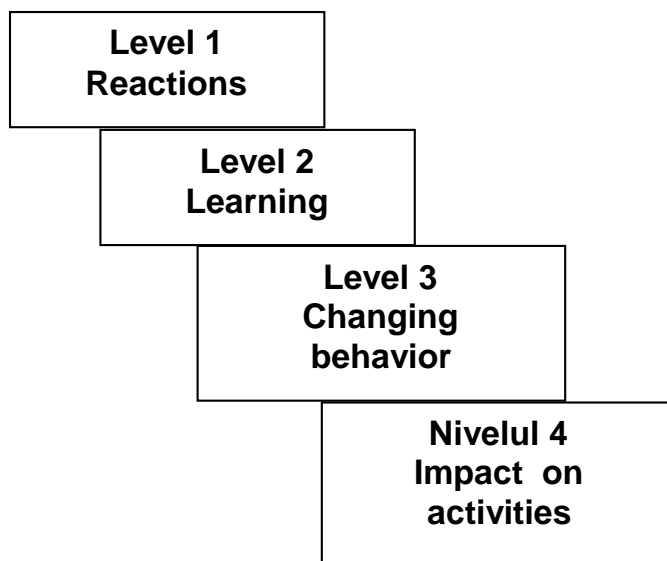 Level 1
Reactions
Level 2
Learning
Level 3
Changing
behavior
Nivelul 4
Impact on
activities